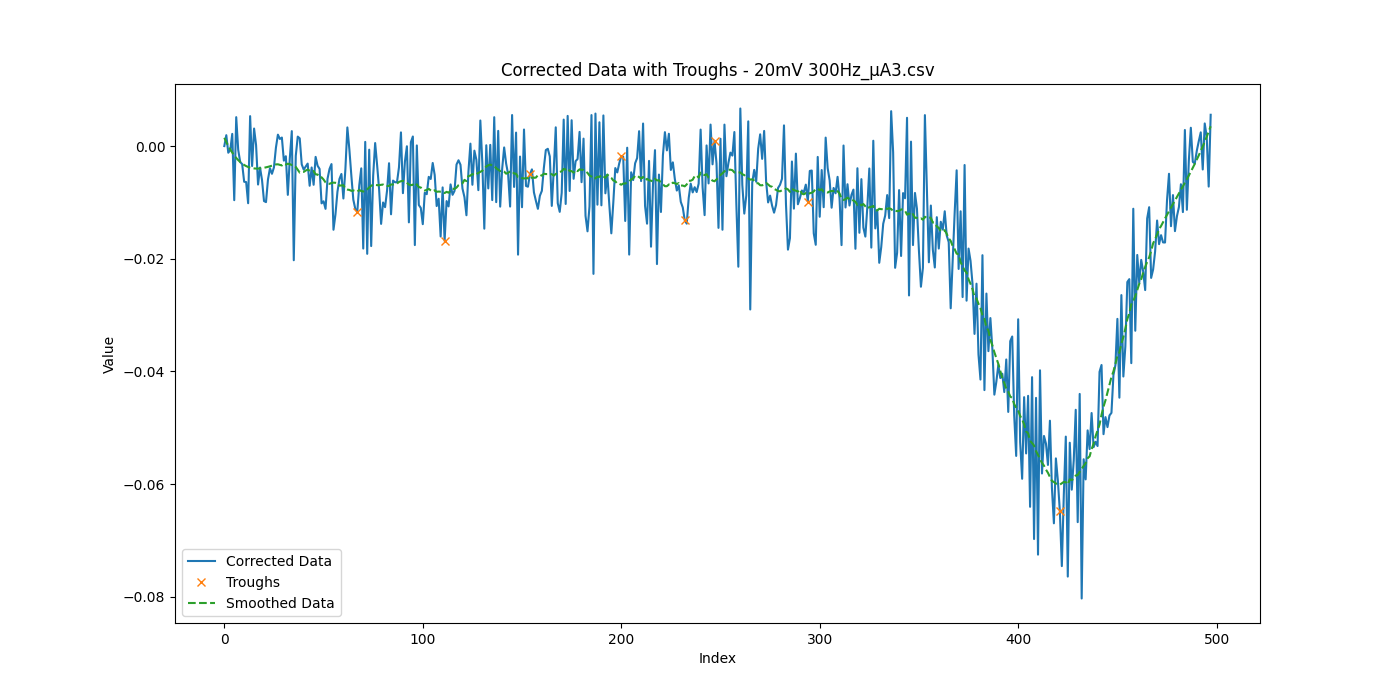 Corrected Data with Troughs - 20mV 300Hz_μA3.csv
0.00
−0.02
−0.04
−0.06
−0.08
Value
Corrected Data
Troughs
Smoothed Data
0 100 200 300 400 500
Index